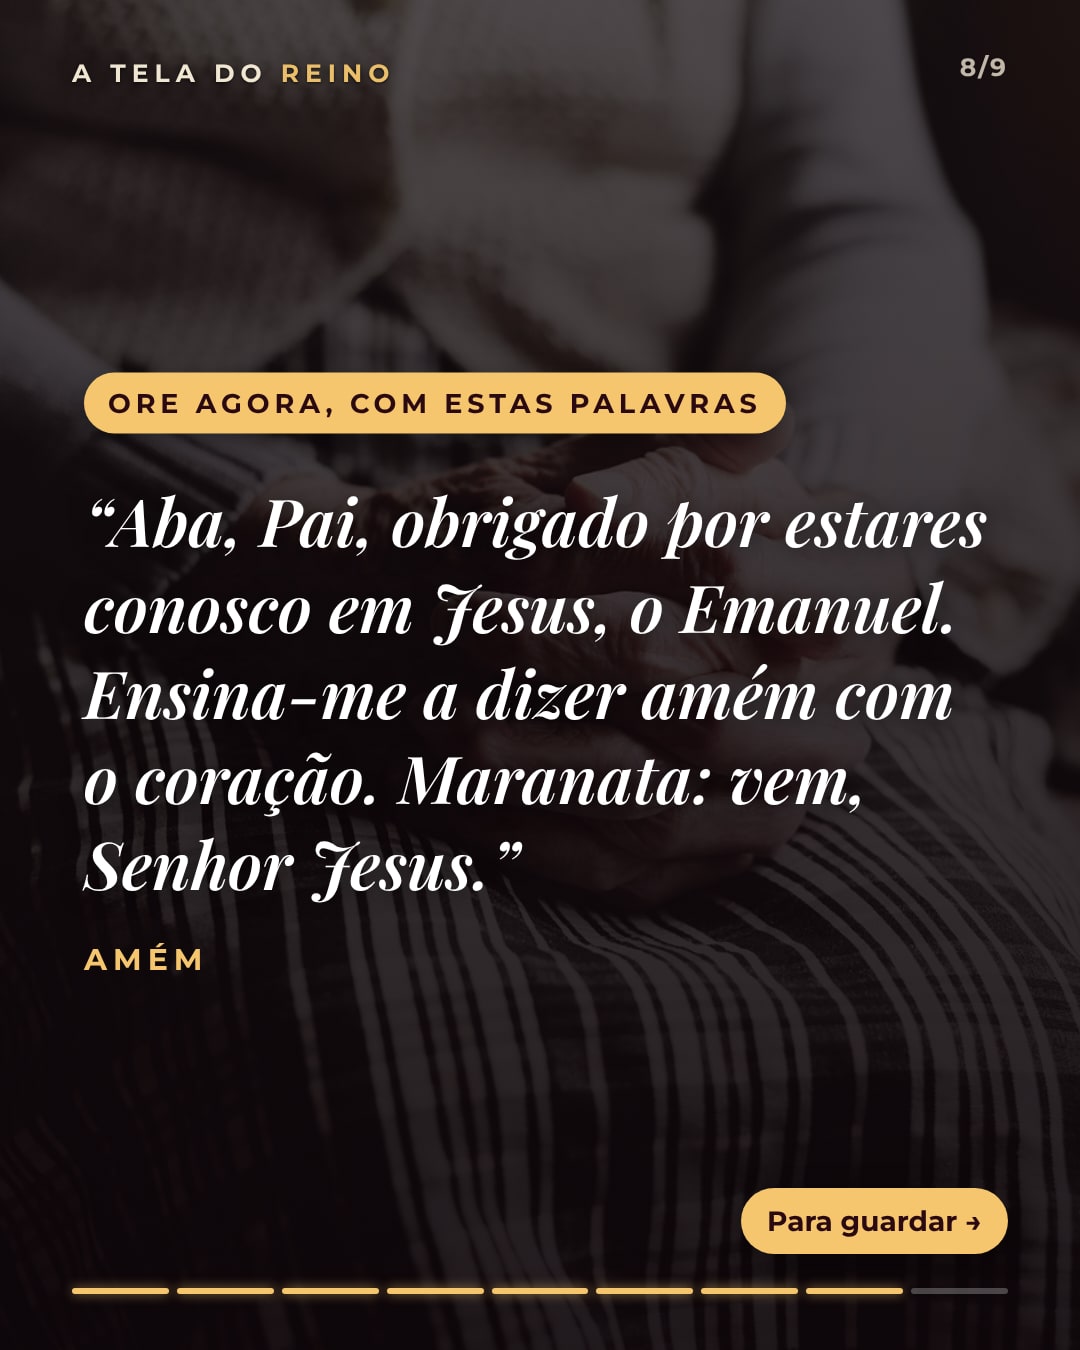 A TELA DO REINO
8/9
ORE AGORA, COM ESTAS PALAVRAS
“Aba, Pai, obrigado por estares
conosco em Jesus, o Emanuel.
Ensina-me a dizer amém com
o coração. Maranata: vem,
Senhor Jesus.”
AMÉM
Para guardar →